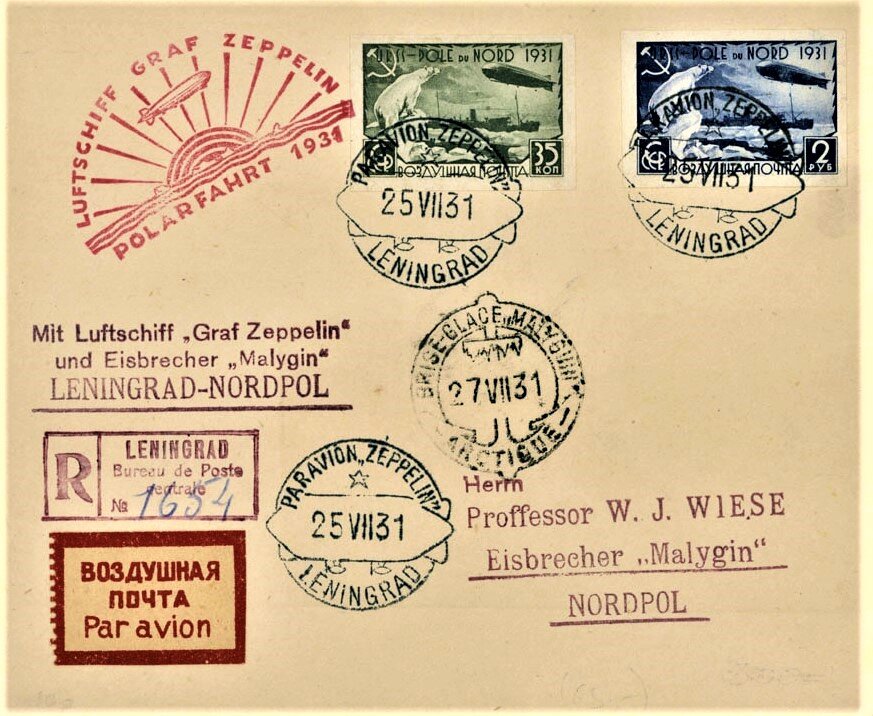 LUFTSCHIFF GRAF ZEPPELIN
POLARFAHRT 1931
URSS-POLE DU NORD 1931
35
КОП
ВОЗДУШНАЯ ПОЧТА
URSS-POLE DU NORD 1931
2
РУБ
ВОЗДУШНАЯ ПОЧТА
PAR AVION „ZEPPELIN"
25 VII 31
LENINGRAD
PAR AVION „ZEPPELIN"
25 VII 31
LENINGRAD
Mit Luftschiff „Graf Zeppelin"
und Eisbrecher „Malygin"
LENINGRAD-NORDPOL
BRISE-GLACE „MALYGUIN"
27 VII 31
ARCTIQUE
R
LENINGRAD
Bureau de Poste
centrale
№ 1654
PAR AVION „ZEPPELIN"
25 VII 31
LENINGRAD
Herrn
Proffessor W. J. WIESE
Eisbrecher „Malygin"
NORDPOL
ВОЗДУШНАЯ
ПОЧТА
Par avion